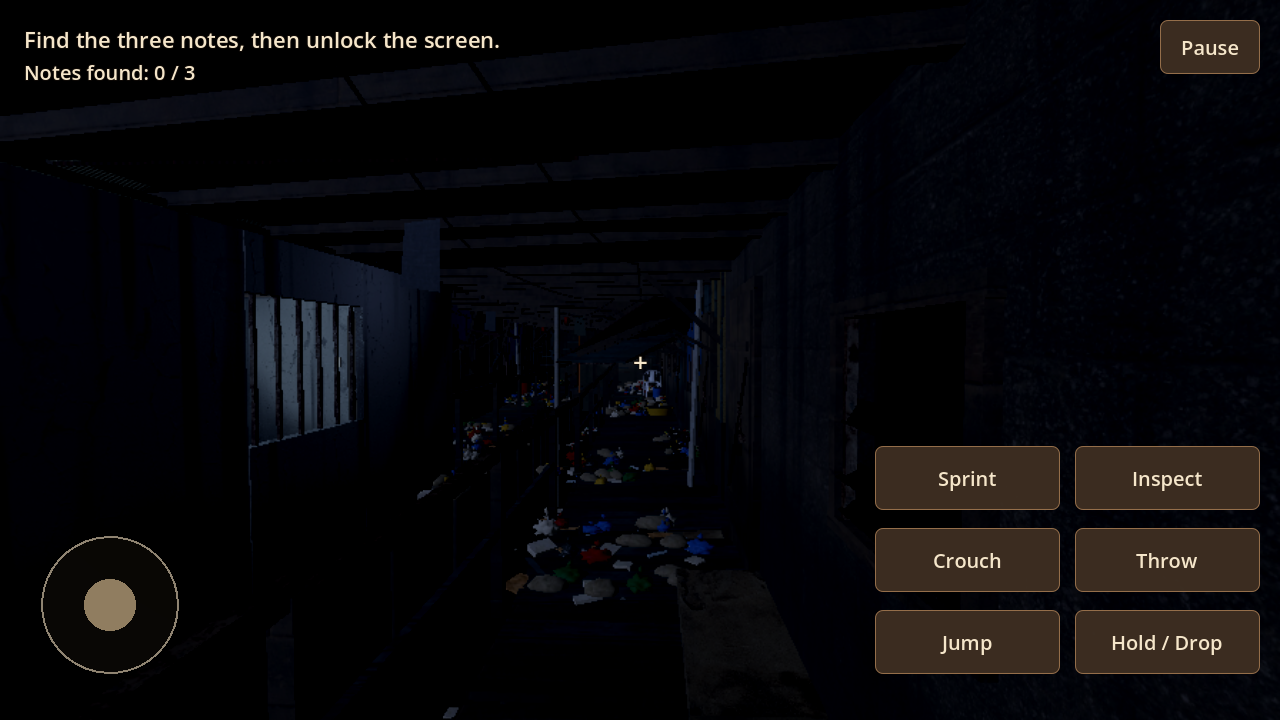 Find the three notes, then unlock the screen.
Notes found: 0 / 3
Pause
Sprint
Inspect
Crouch
Throw
Jump
Hold / Drop